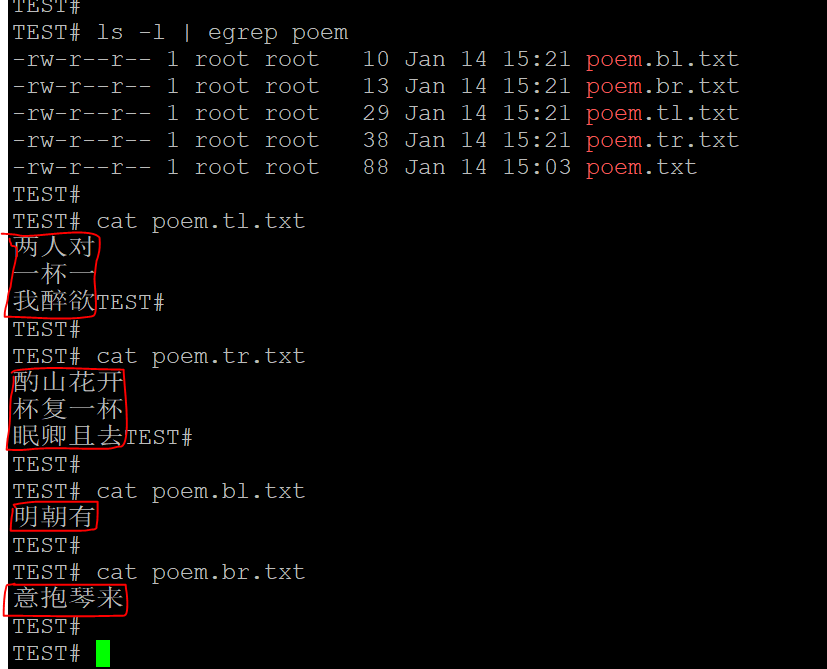 TEST#
TEST# ls -l | egrep poem
-rw-r--r-- 1 root root   10 Jan 14 15:21 poem.bl.txt
-rw-r--r-- 1 root root   13 Jan 14 15:21 poem.br.txt
-rw-r--r-- 1 root root   29 Jan 14 15:21 poem.tl.txt
-rw-r--r-- 1 root root   38 Jan 14 15:21 poem.tr.txt
-rw-r--r-- 1 root root   88 Jan 14 15:03 poem.txt
TEST#
TEST# cat poem.tl.txt
两人对
一杯一
我醉欲TEST#
TEST#
TEST# cat poem.tr.txt
酌山花开
杯复一杯
眠卿且去TEST#
TEST#
TEST# cat poem.bl.txt
明朝有
TEST#
TEST# cat poem.br.txt
意抱琴来
TEST#
TEST#